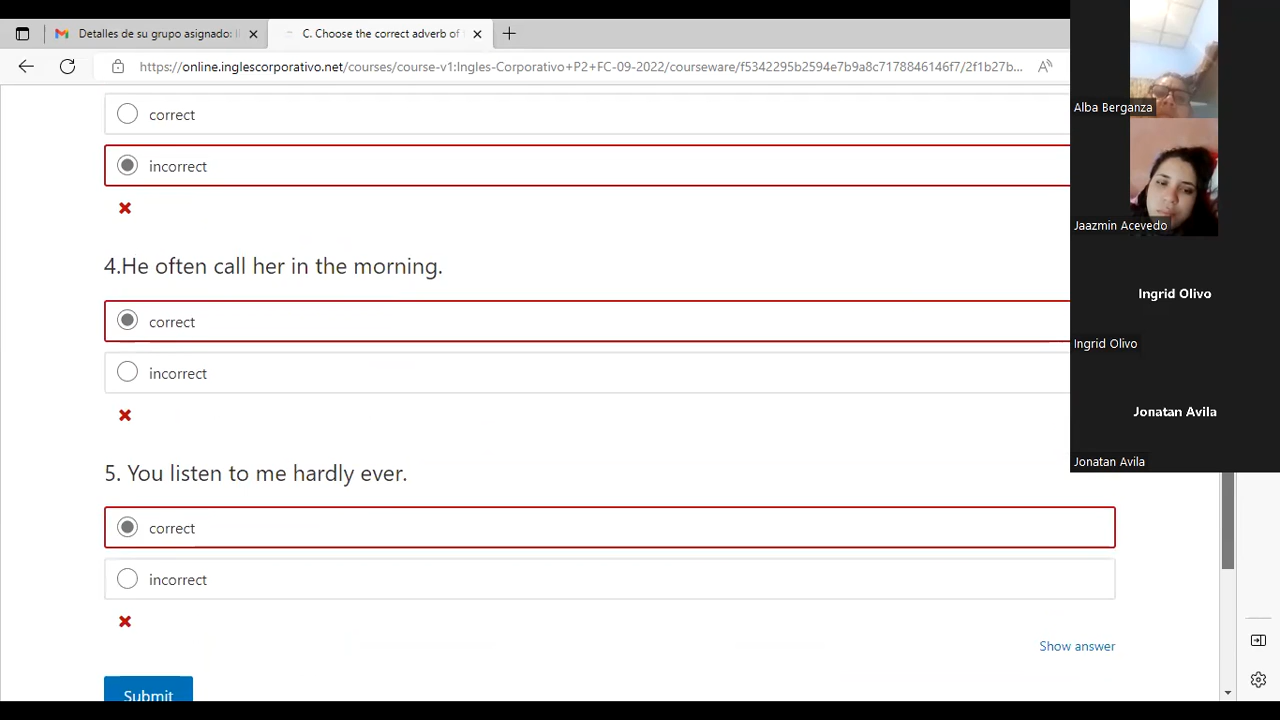 Detalles de su grupo asignado: I
C. Choose the correct adverb of
https://online.inglescorporativo.net/courses/course-v1:Ingles-Corporativo+P2+FC-09-2022/courseware/f5342295b2594e7b9a8c7178846146f7/2f1b27b...
correct
incorrect
4.He often call her in the morning.
correct
incorrect
5. You listen to me hardly ever.
correct
incorrect
Show answer
Submit
Alba Berganza
Jaazmin Acevedo
Ingrid Olivo
Ingrid Olivo
Jonatan Avila
Jonatan Avila